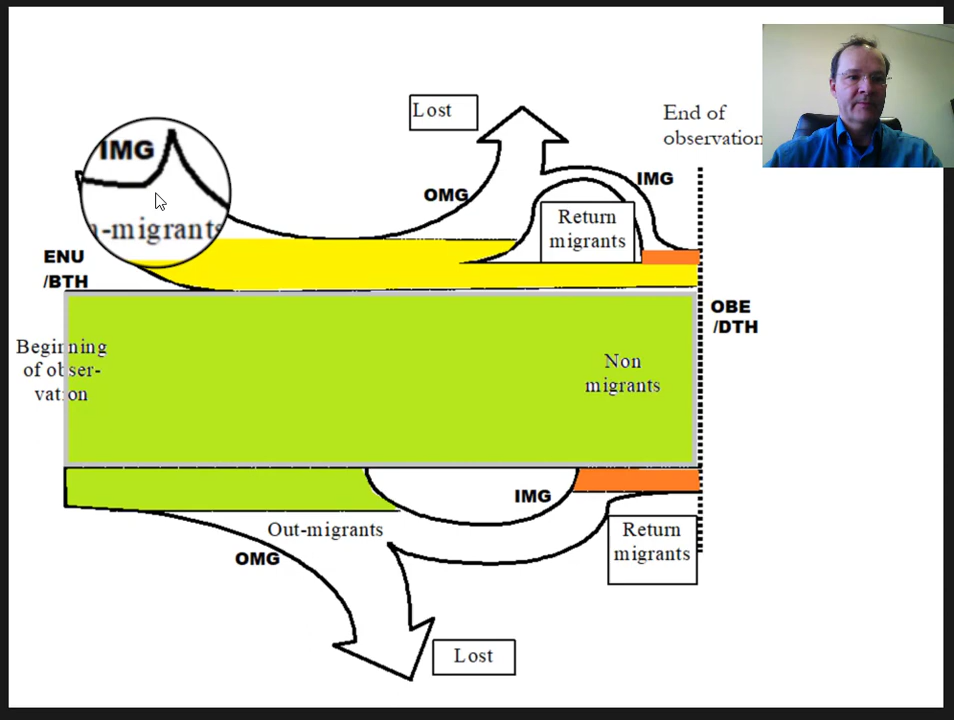 Lost
End of
observation
IMG
OMG
IMG
Return
migrants
-migrants
ENU
/BTH
OBE
/DTH
Beginning
of obser-
vation
Non
migrants
IMG
Out-migrants
OMG
Return
migrants
Lost